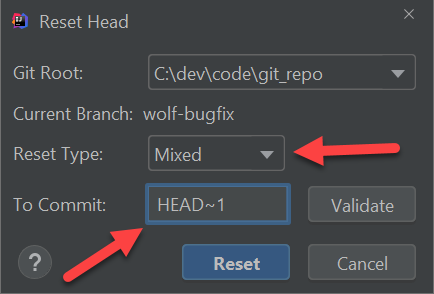 Reset Head
Git Root: C:\dev\code\git_repo
Current Branch: wolf-bugfix
Reset Type: Mixed
To Commit: HEAD~1 Validate
? Reset Cancel